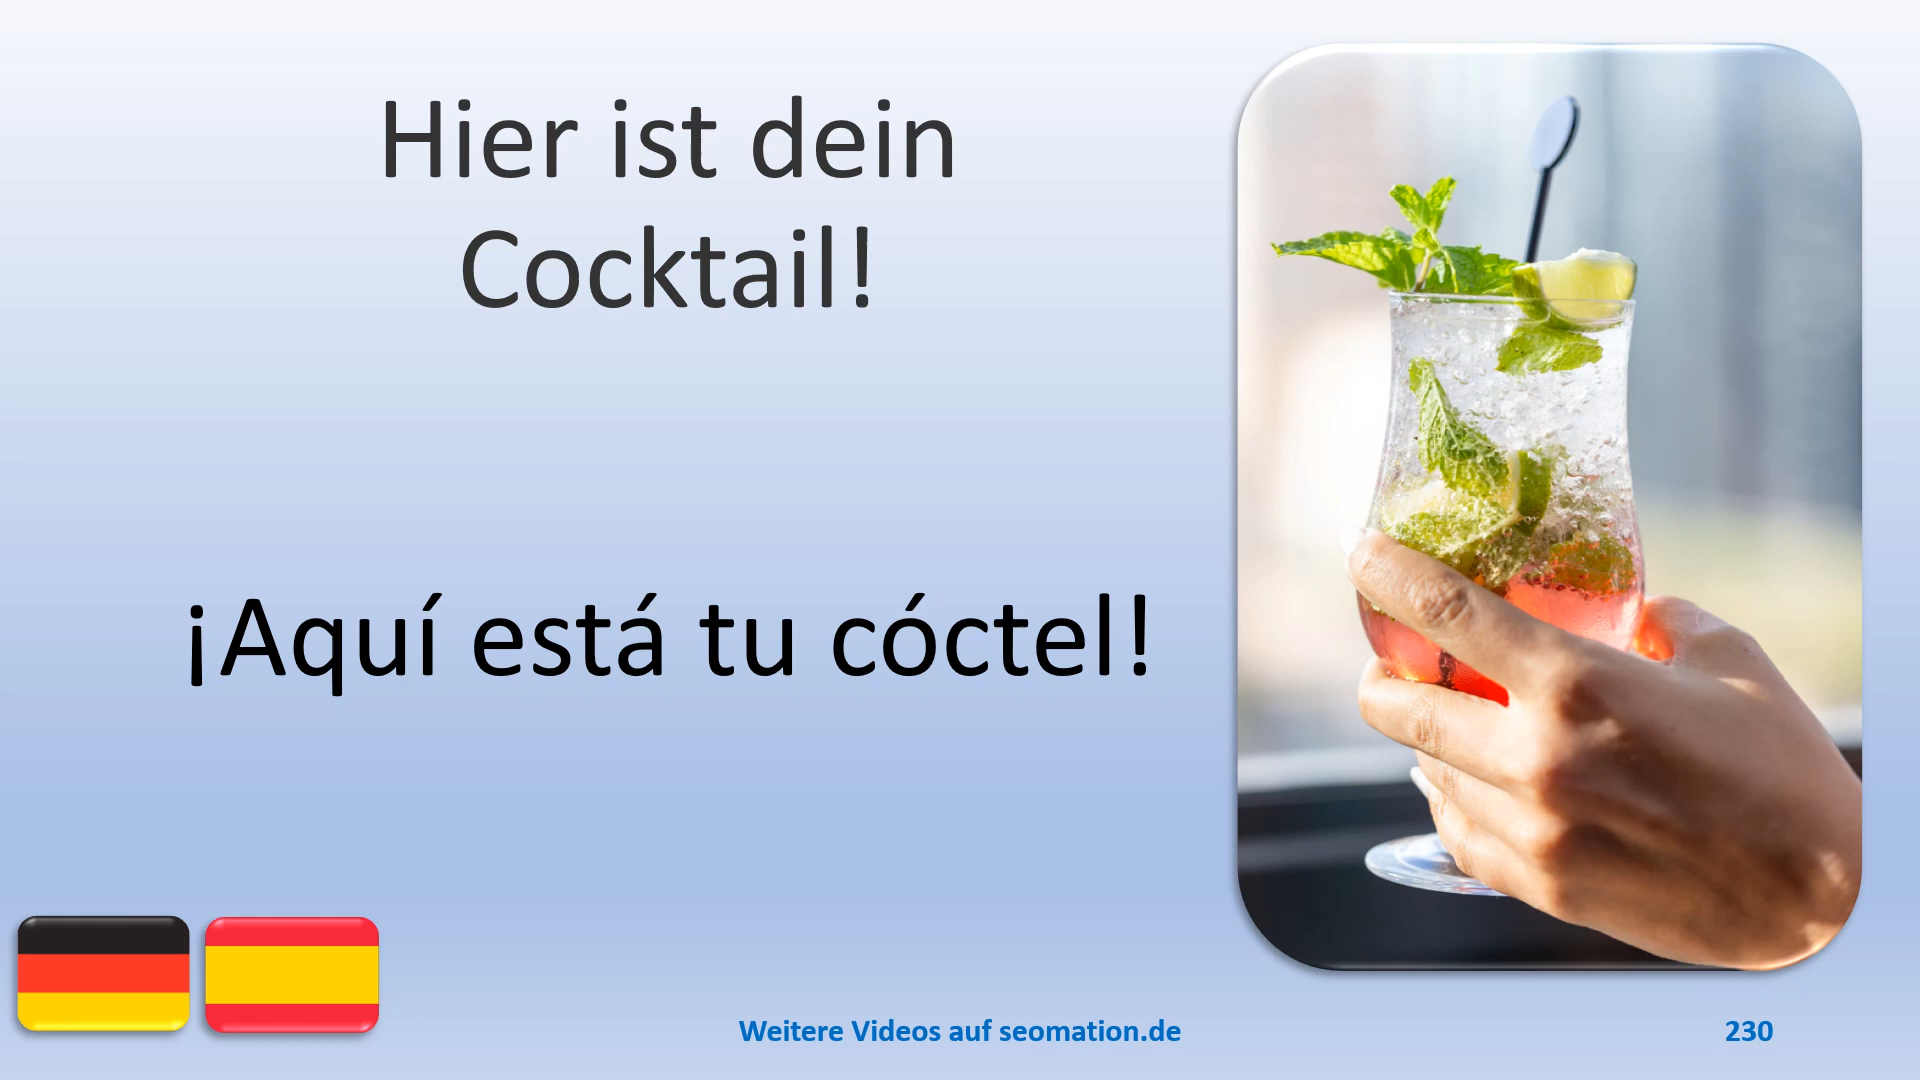 Hier ist dein
Cocktail!
¡Aquí está tu cóctel!
Weitere Videos auf seomation.de
230